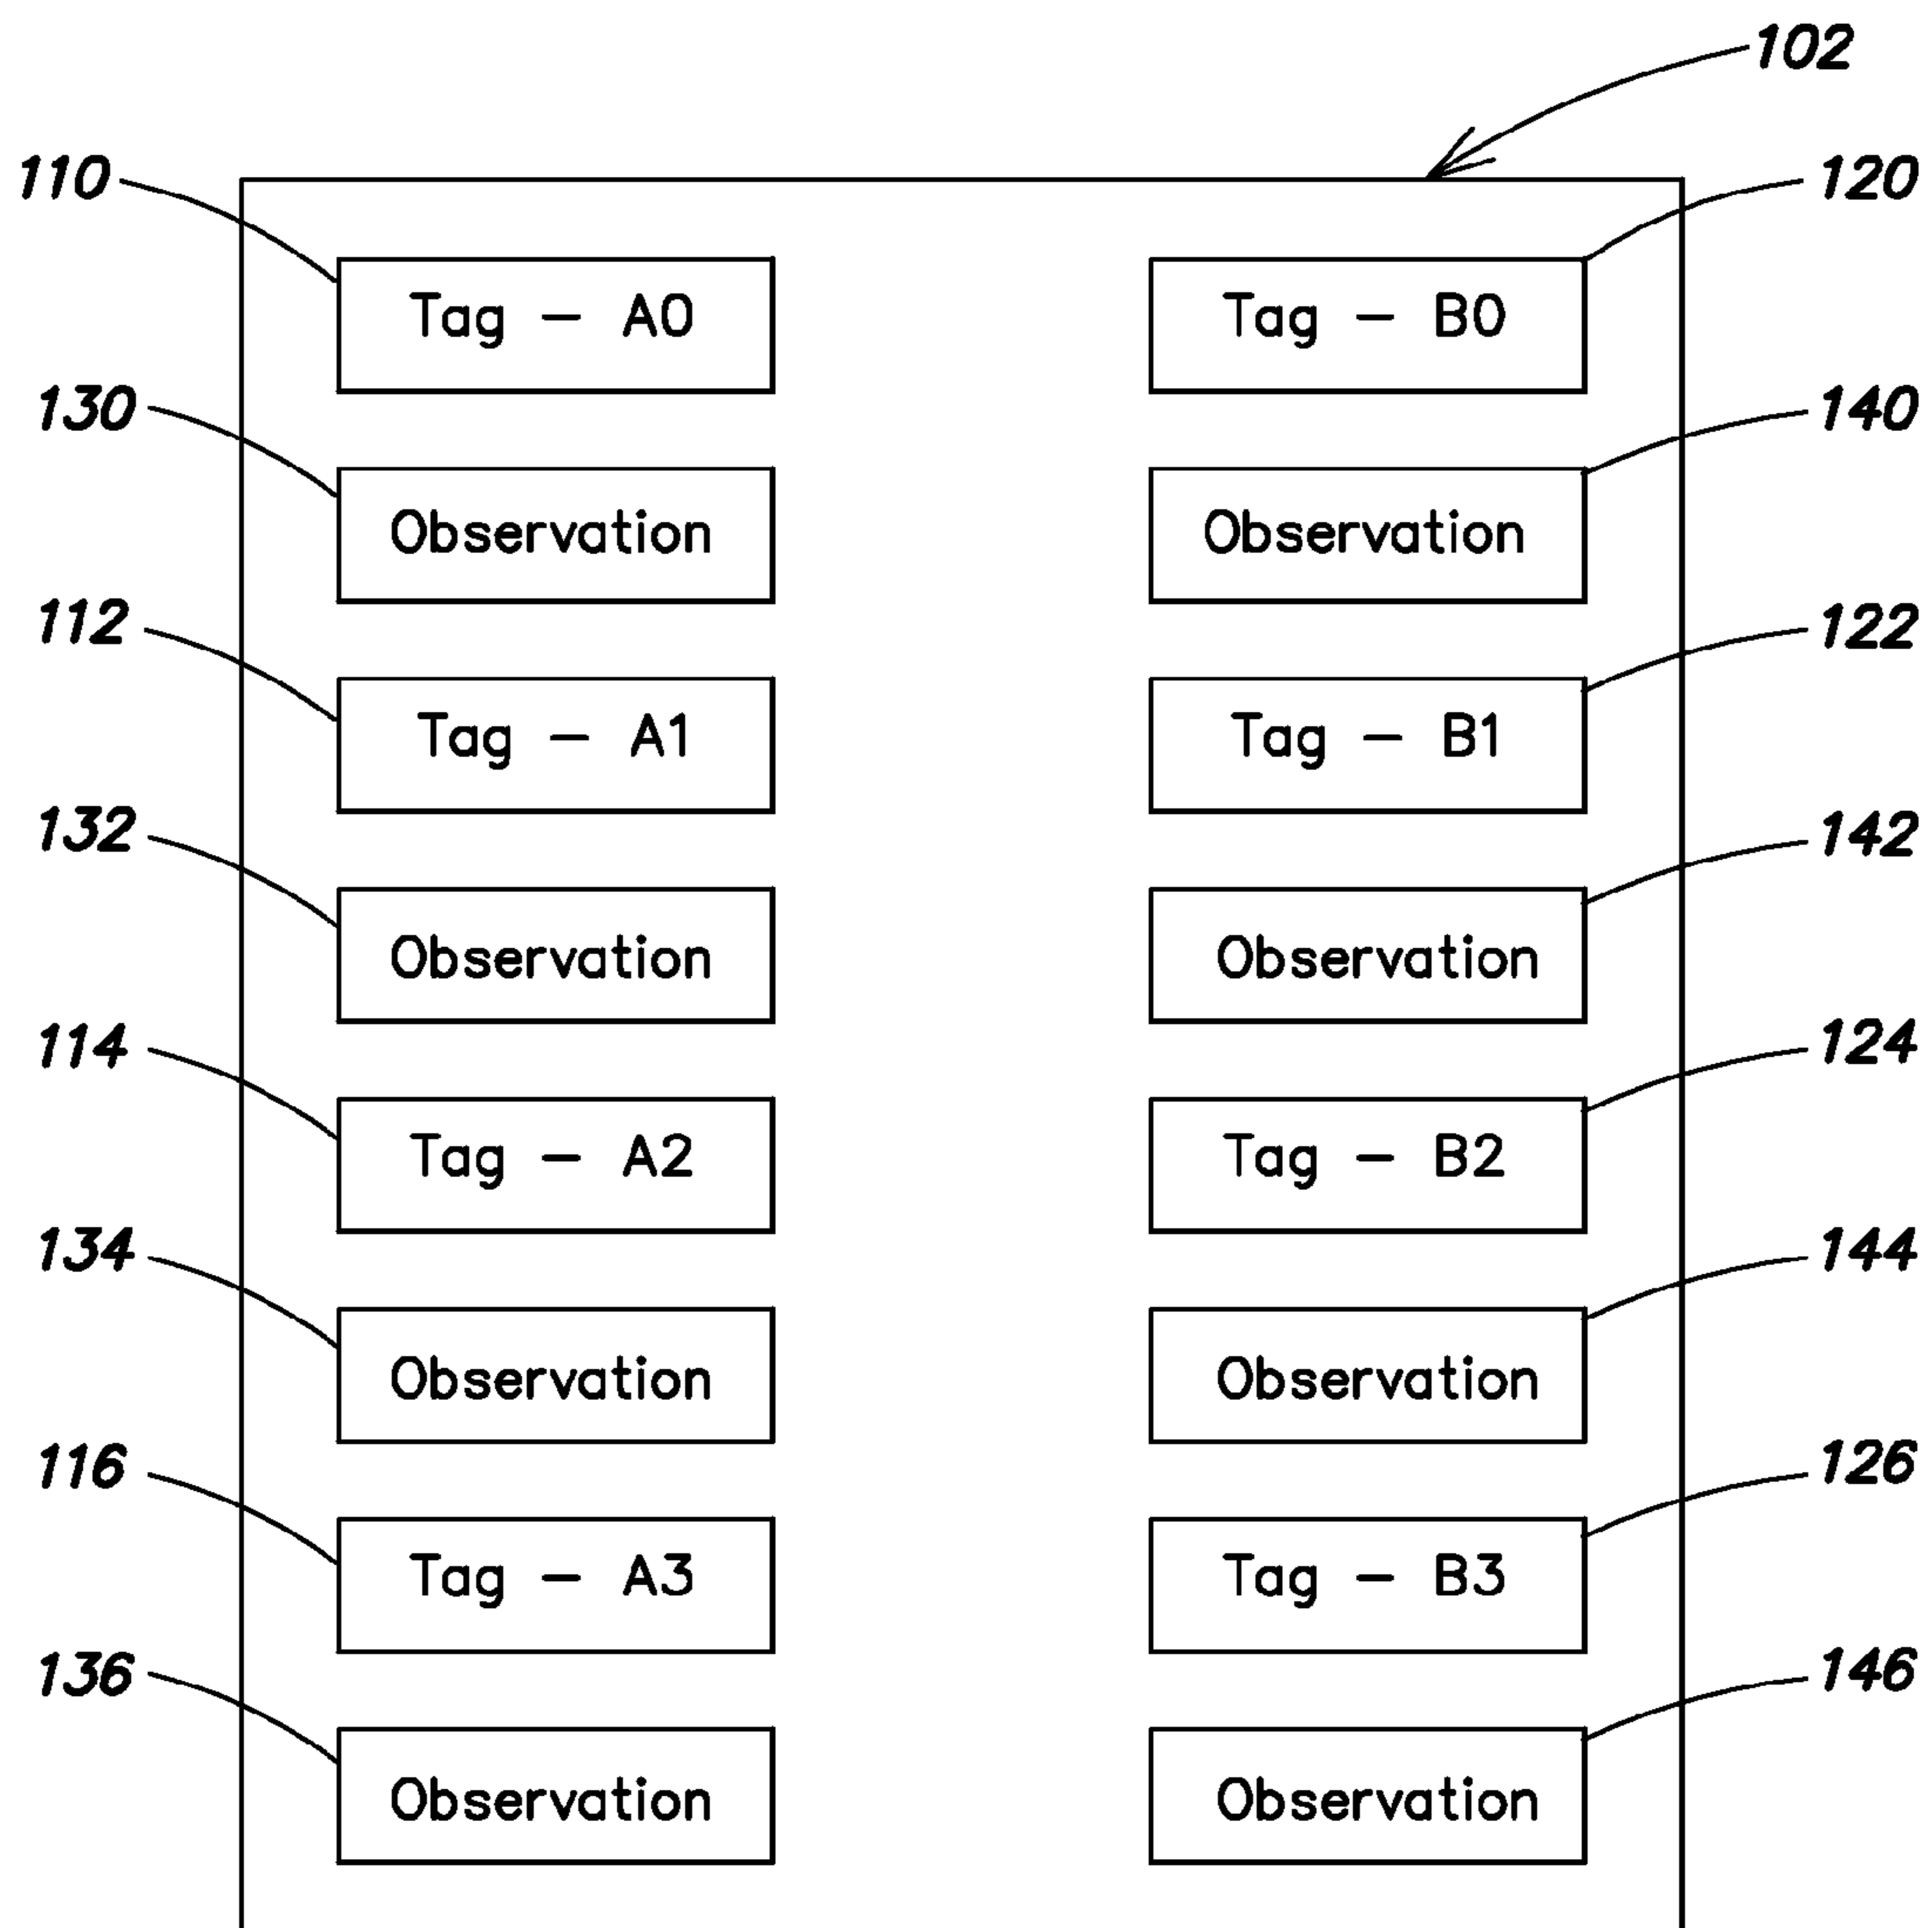 102
110
120
Tag – A0
Tag – B0
130
140
Observation
Observation
112
122
Tag – A1
Tag – B1
132
142
Observation
Observation
114
124
Tag – A2
Tag – B2
134
144
Observation
Observation
116
126
Tag – A3
Tag – B3
136
146
Observation
Observation